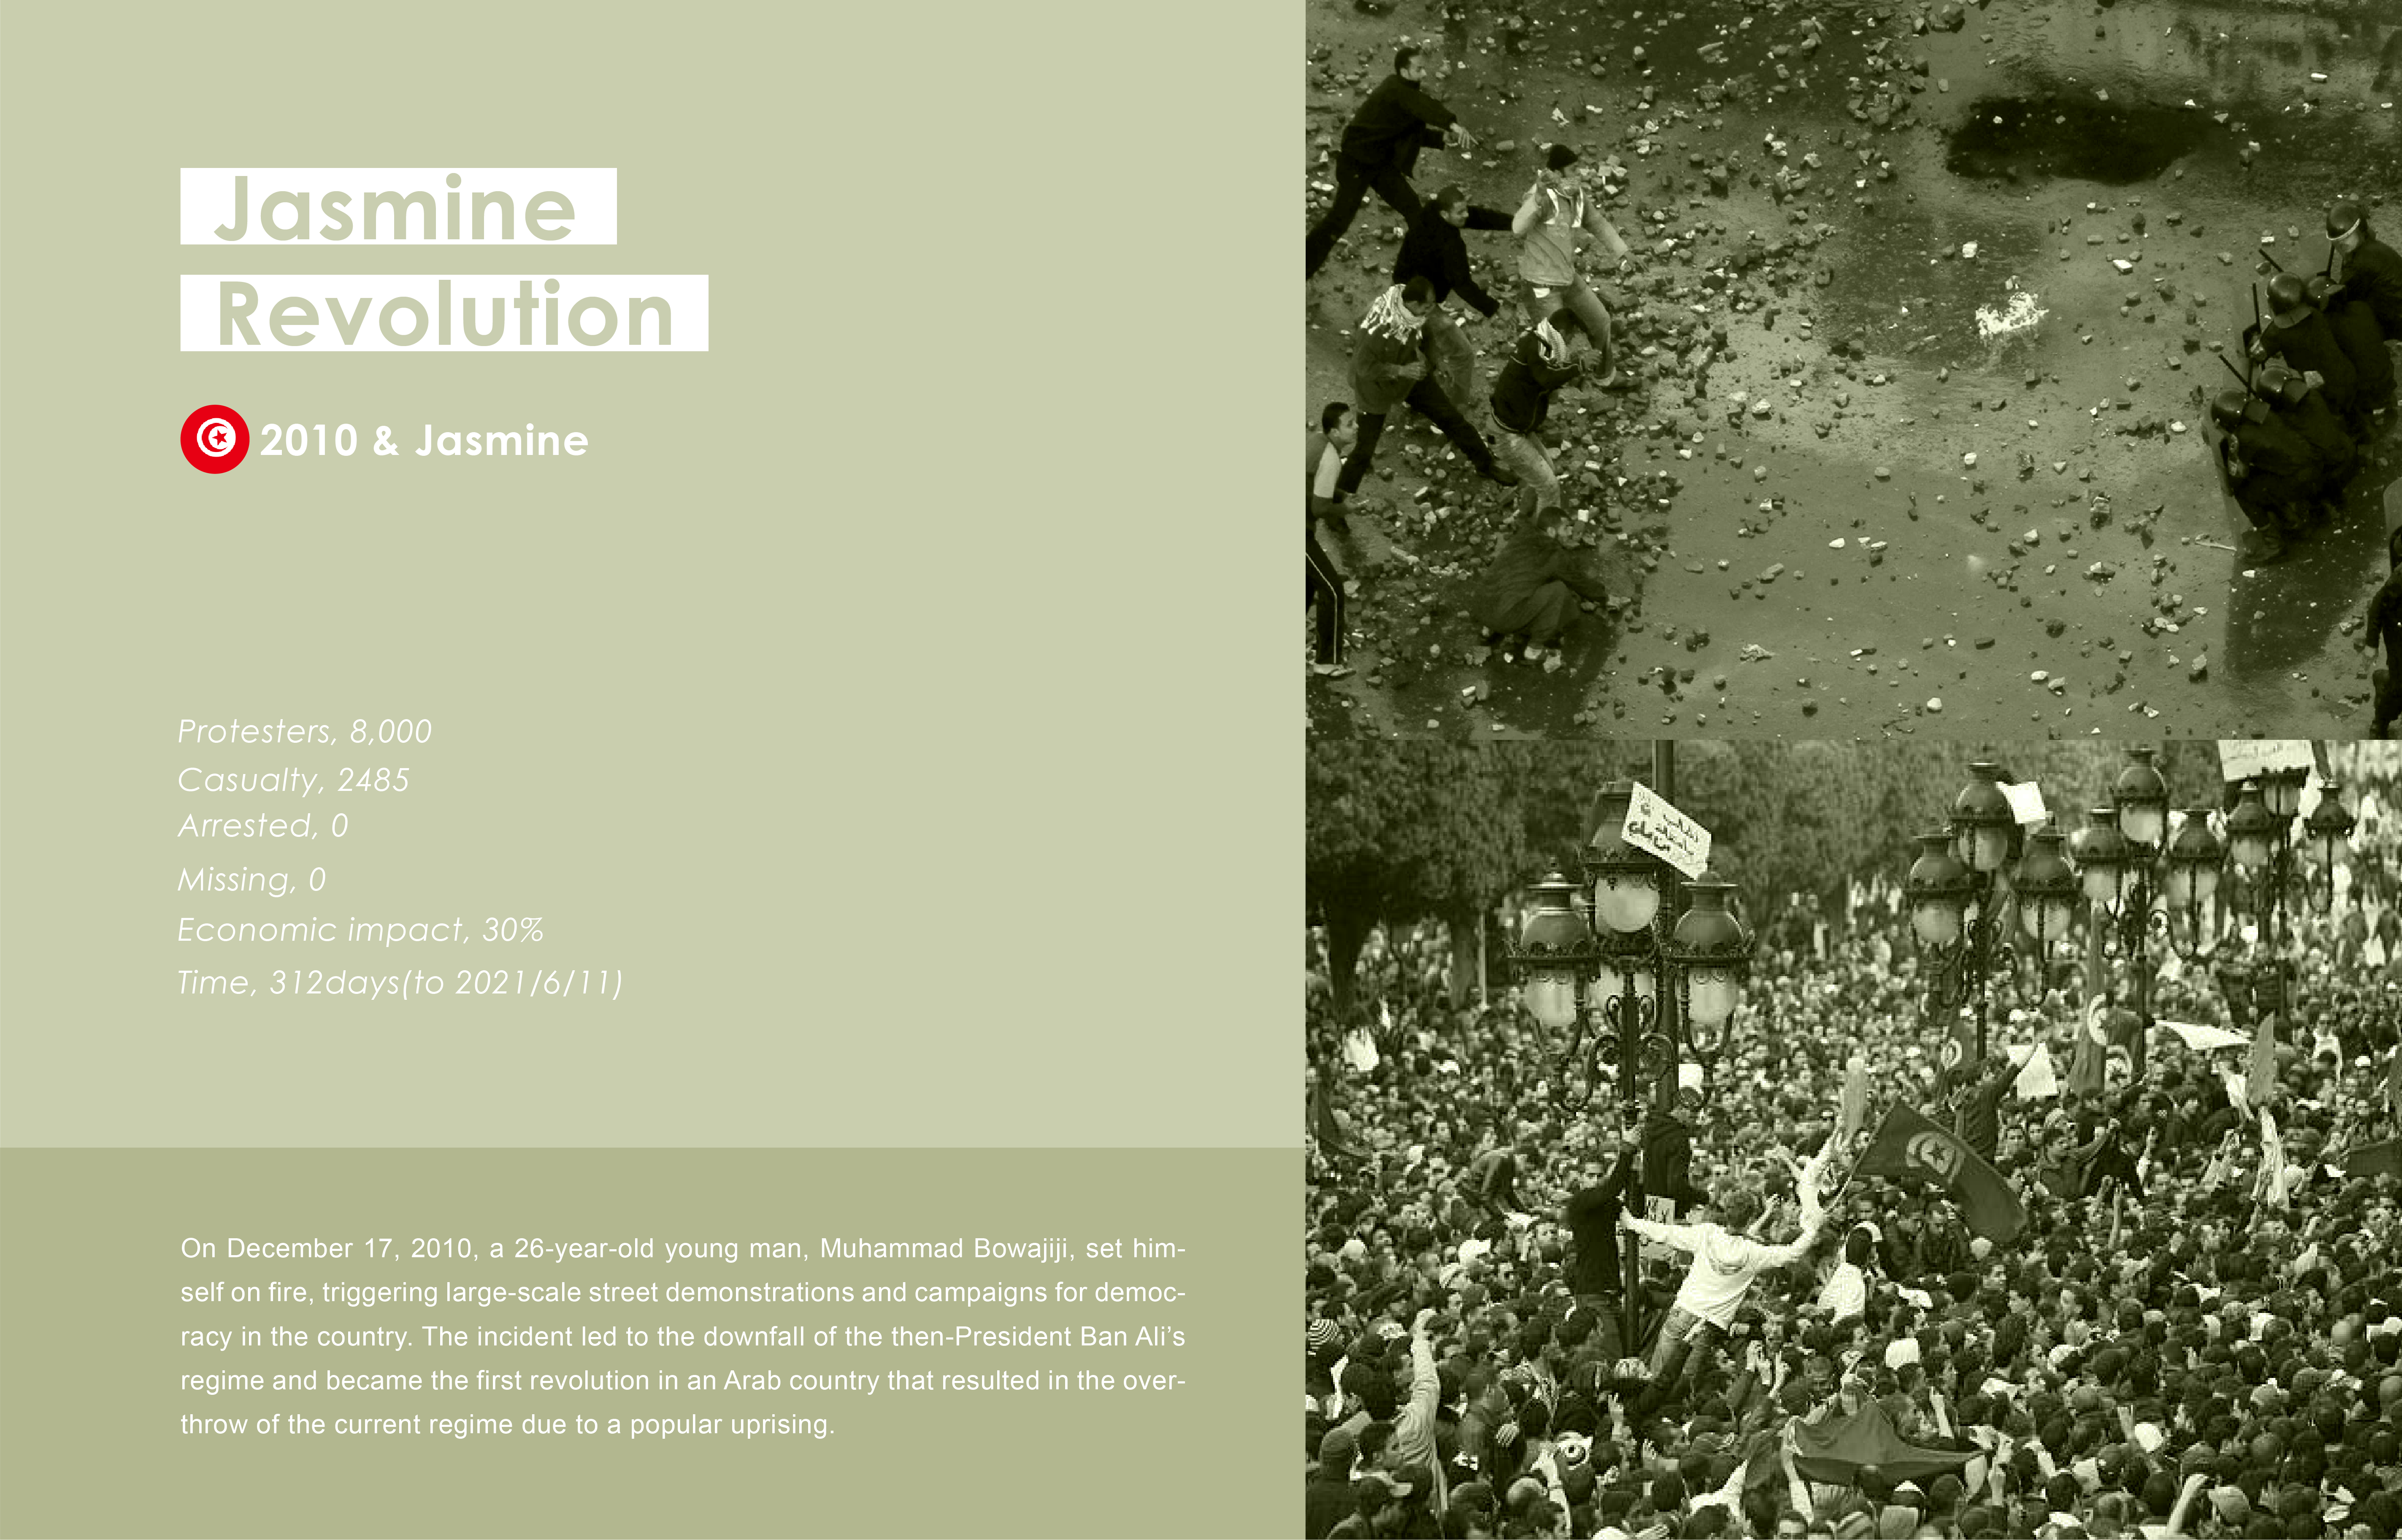 Jasmine
Revolution
2010 & Jasmine
Protesters, 8,000
Casualty, 2485
Arrested, 0
Missing, 0
Economic impact, 30%
Time, 312days(to 2021/6/11)
On December 17, 2010, a 26-year-old young man, Muhammad Bowajiji, set him-
self on fire, triggering large-scale street demonstrations and campaigns for democ-
racy in the country. The incident led to the downfall of the then-President Ban Ali’s
regime and became the first revolution in an Arab country that resulted in the over-
throw of the current regime due to a popular uprising.